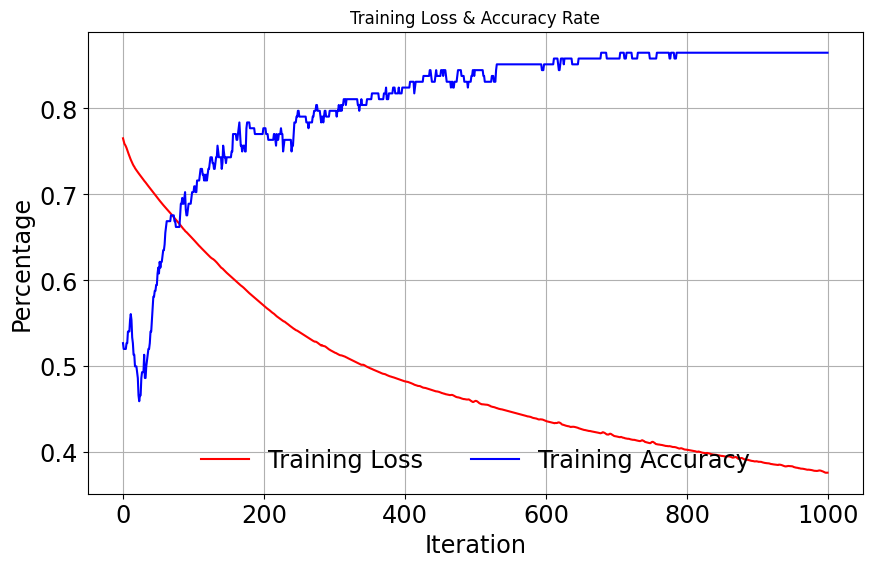 Training Loss & Accuracy Rate
Percentage
0.8
0.7
0.6
0.5
0.4
Training Loss Training Accuracy
0 200 400 600 800 1000
Iteration